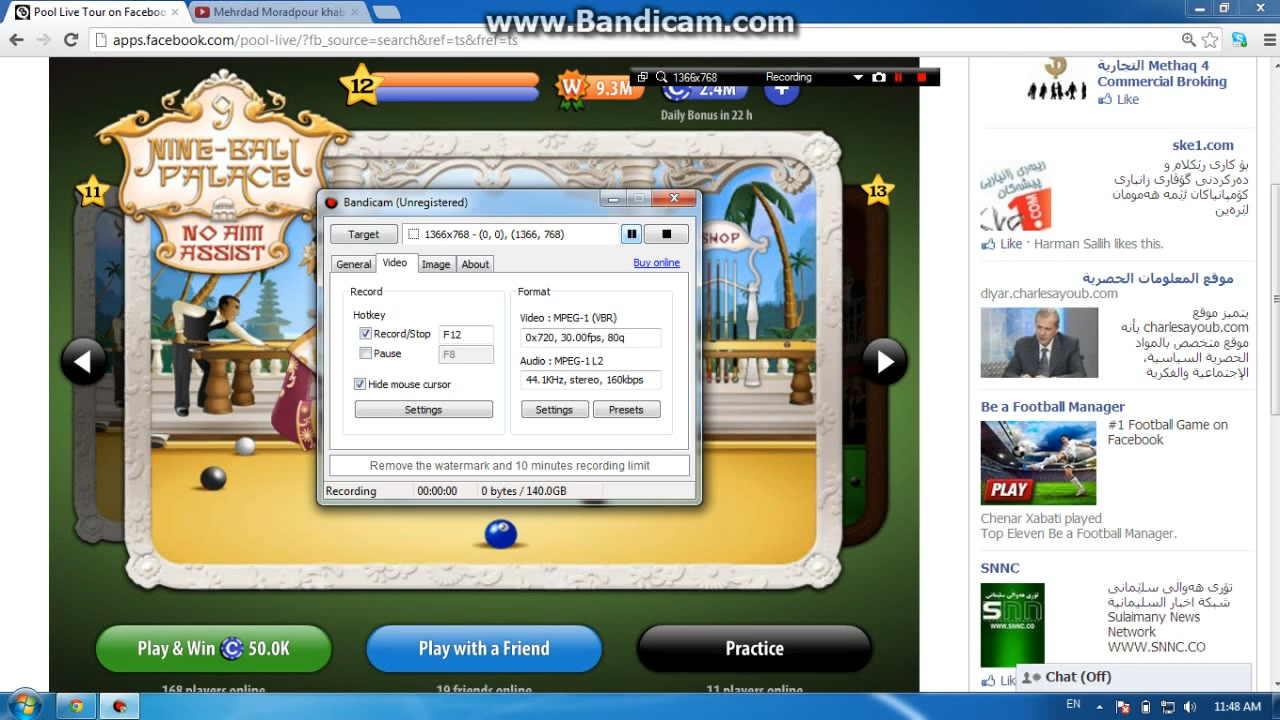 Pool Live Tour on Faceboo
Mehrdad Moradpour khab
www.Bandicam.com
apps.facebook.com/pool-live/?fb_source=search&ref=ts&fref=ts
12
9.3M
2.4M
1366x768
Recording
Daily Bonus in 22 h
9
NINE-BALL
PALACE
NO AIM
ASSIST
11
13
SHOP
Bandicam (Unregistered)
Target
1366x768 - (0, 0), (1366, 768)
General
Video
Image
About
Buy online
Record
Hotkey
Record/Stop
F12
Pause
F8
Hide mouse cursor
Settings
Format
Video : MPEG-1 (VBR)
0x720, 30.00fps, 80q
Audio : MPEG-1 L2
44.1KHz, stereo, 160kbps
Settings
Presets
Remove the watermark and 10 minutes recording limit
Recording
00:00:00
0 bytes / 140.0GB
Play & Win C 50.0K
Play with a Friend
Practice
168 players online
19 friends online
11 players online
التجارية Methaq 4
Commercial Broking
Like
ske1.com
بۆ کاری رێکلام و
دەرکردنی گۆڤاری زانیاری
کۆمپانیاکان ئێمە هەمومان
لێرەین
Like · Harman Sallih likes this.
موقع المعلومات الحصرية
diyar.charlesayoub.com
يتميز موقع
charlesayoub.com بأنه
موقع متخصص بالمواد
الحصرية السياسية،
الإجتماعية والفكرية
Be a Football Manager
#1 Football Game on
Facebook
PLAY
Chenar Xabati played
Top Eleven Be a Football Manager.
SNNC
تۆری هەواڵی سلێمانی
شبكة اخبار السليمانية
Sulaimany News
Network
WWW.SNNC.CO
snn
WWW.SNNC.CO
Lik
Chat (Off)
EN
11:48 AM